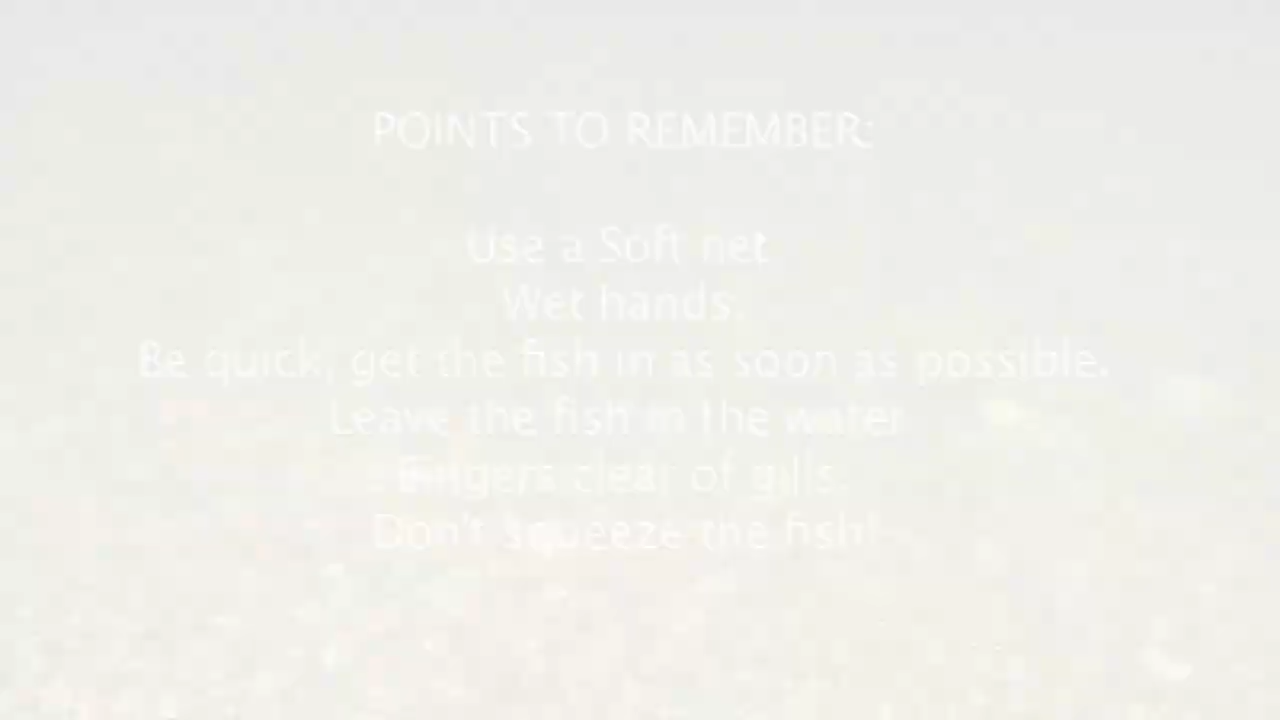 POINTS TO REMEMBER:
Use a Soft net
Wet hands.
Be quick, get the fish in as soon as possible.
Leave the fish in the water
Fingers clear of gills.
Don't squeeze the fish!